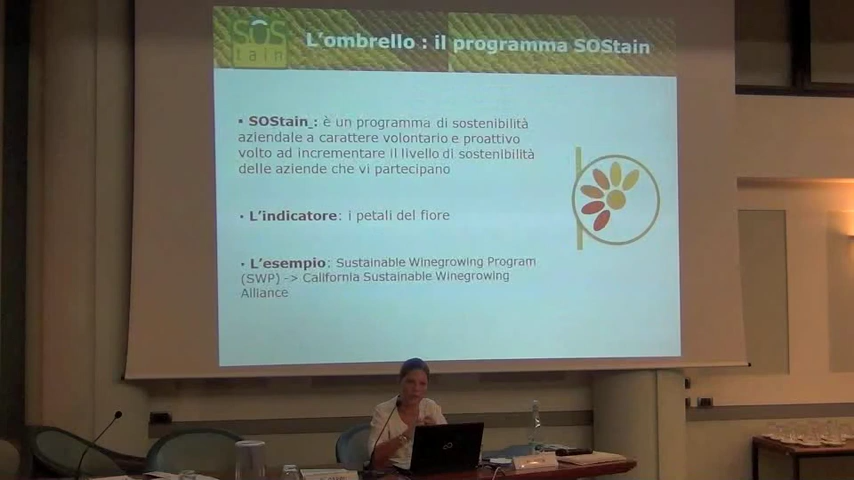 SOS
tain
L'ombrello : il programma SOStain
▪ SOStain : è un programma di sostenibilità
aziendale a carattere volontario e proattivo
volto ad incrementare il livello di sostenibilità
delle aziende che vi partecipano
▪ L'indicatore: i petali del fiore
▪ L'esempio: Sustainable Winegrowing Program
(SWP) -> California Sustainable Winegrowing
Alliance